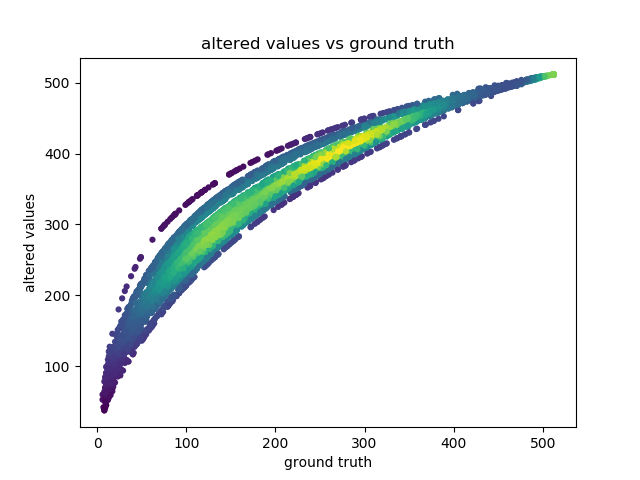 altered values vs ground truth
altered values
500
400
300
200
100
0 100 200 300 400 500
ground truth